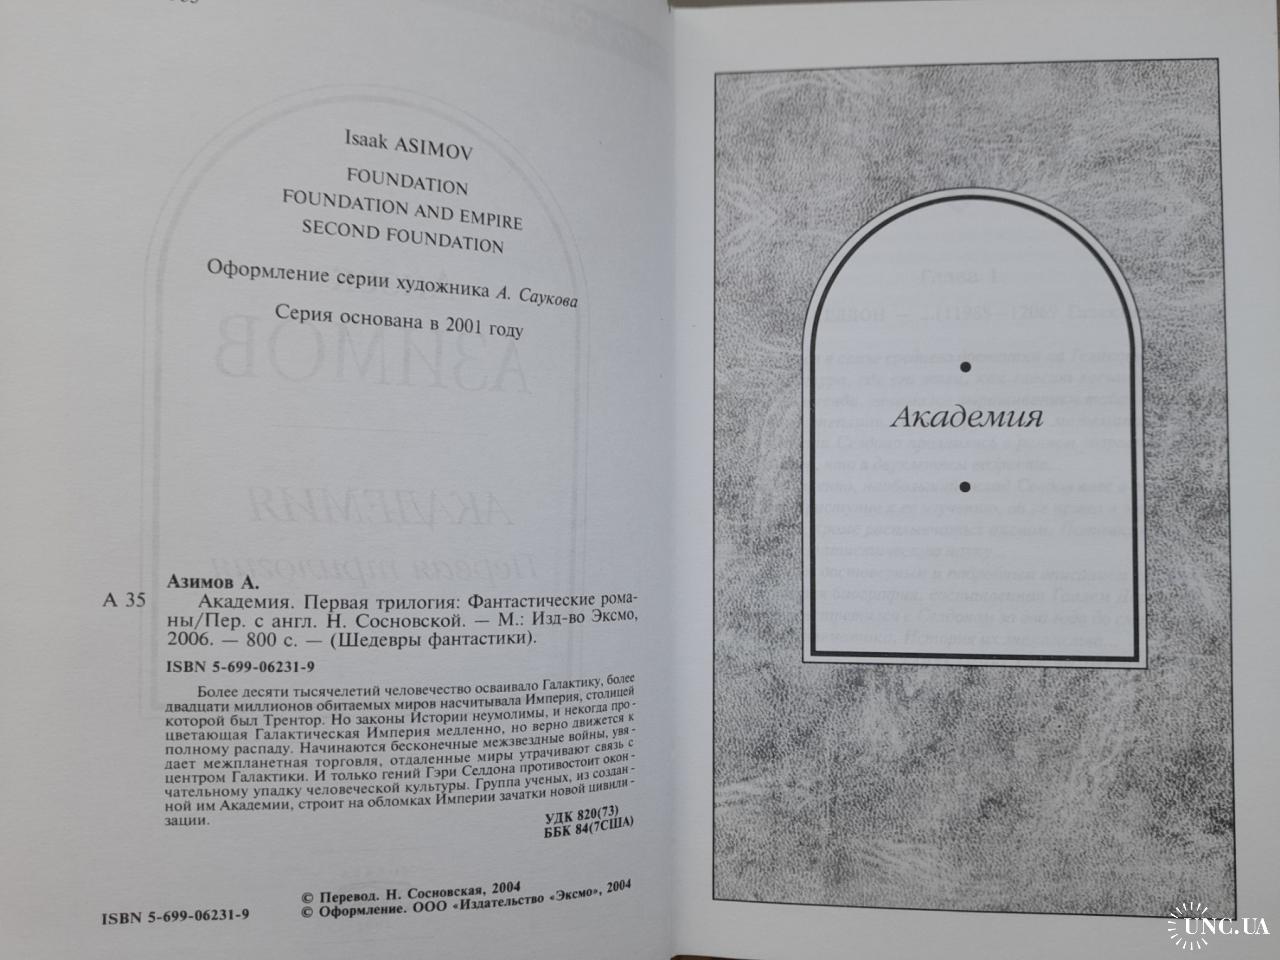 Isaak ASIMOV
FOUNDATION
FOUNDATION AND EMPIRE
SECOND FOUNDATION
Оформление серии художника А. Саукова
Серия основана в 2001 году
Азимов А.
А 35
Академия. Первая трилогия: Фантастические рома-
ны/Пер. с англ. Н. Сосновской. — М.: Изд-во Эксмо,
2006. — 800 с. — (Шедевры фантастики).
ISBN 5-699-06231-9
Более десяти тысячелетий человечество осваивало Галактику, более
двадцати миллионов обитаемых миров насчитывала Империя, столицей
которой был Трентор. Но законы Истории неумолимы, и некогда про-
цветающая Галактическая Империя медленно, но верно движется к
полному распаду. Начинаются бесконечные межзвездные войны, увя-
дает межпланетная торговля, отдаленные миры утрачивают связь с
центром Галактики. И только гений Гэри Селдона противостоит окон-
чательному упадку человеческой культуры. Группа ученых, из создан-
ной им Академии, строит на обломках Империи зачатки новой цивили-
зации.
УДК 820(73)
ББК 84(7США)
© Перевод. Н. Сосновская, 2004
© Оформление. ООО «Издательство «Эксмо», 2004
ISBN 5-699-06231-9
Академия
UNC.UA